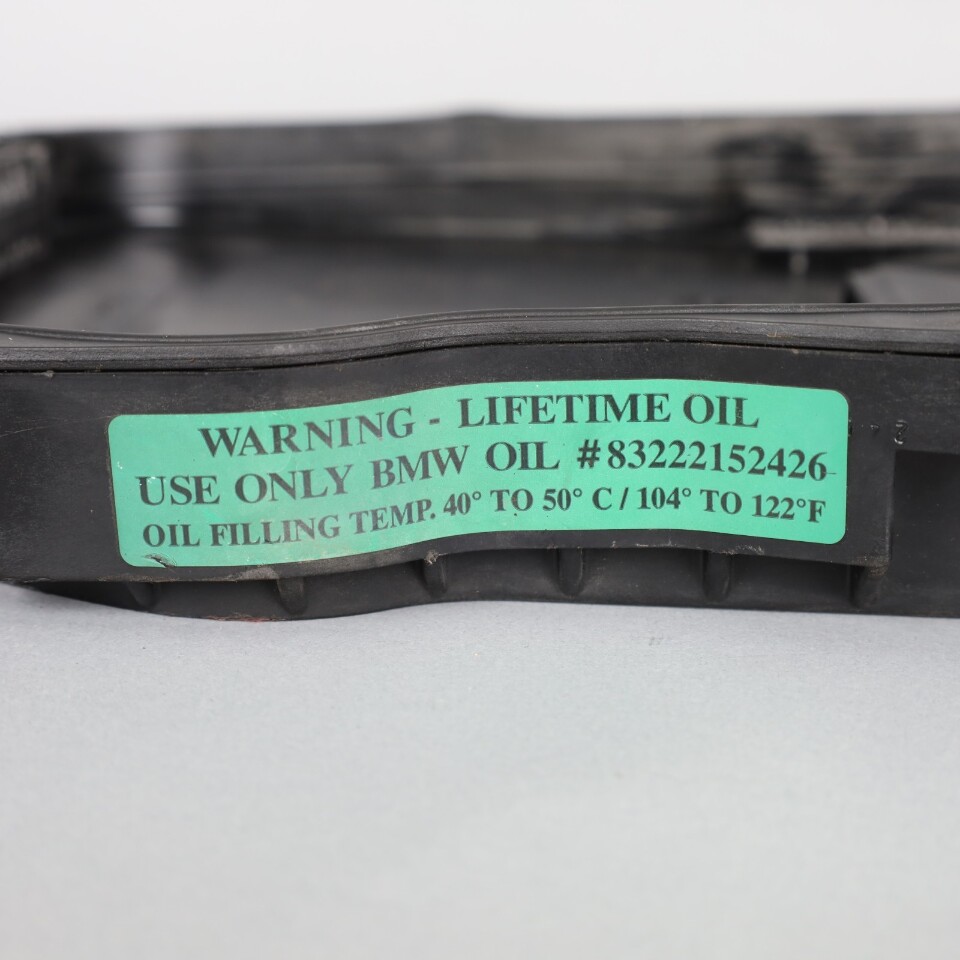 WARNING - LIFETIME OIL
USE ONLY BMW OIL #83222152426
OIL FILLING TEMP. 40° TO 50° C / 104° TO 122°F